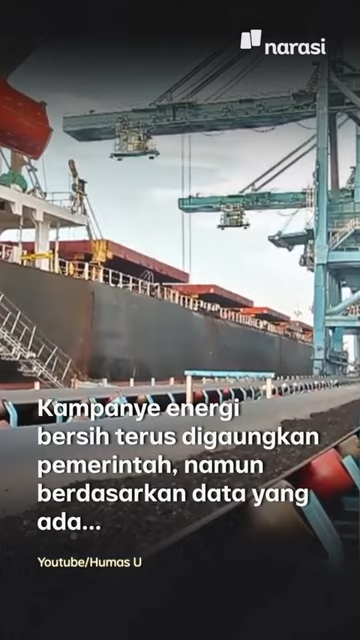 narasi
Kampanye energi
bersih terus digaungkan
pemerintah, namun
berdasarkan data yang
ada...
Youtube/Humas U